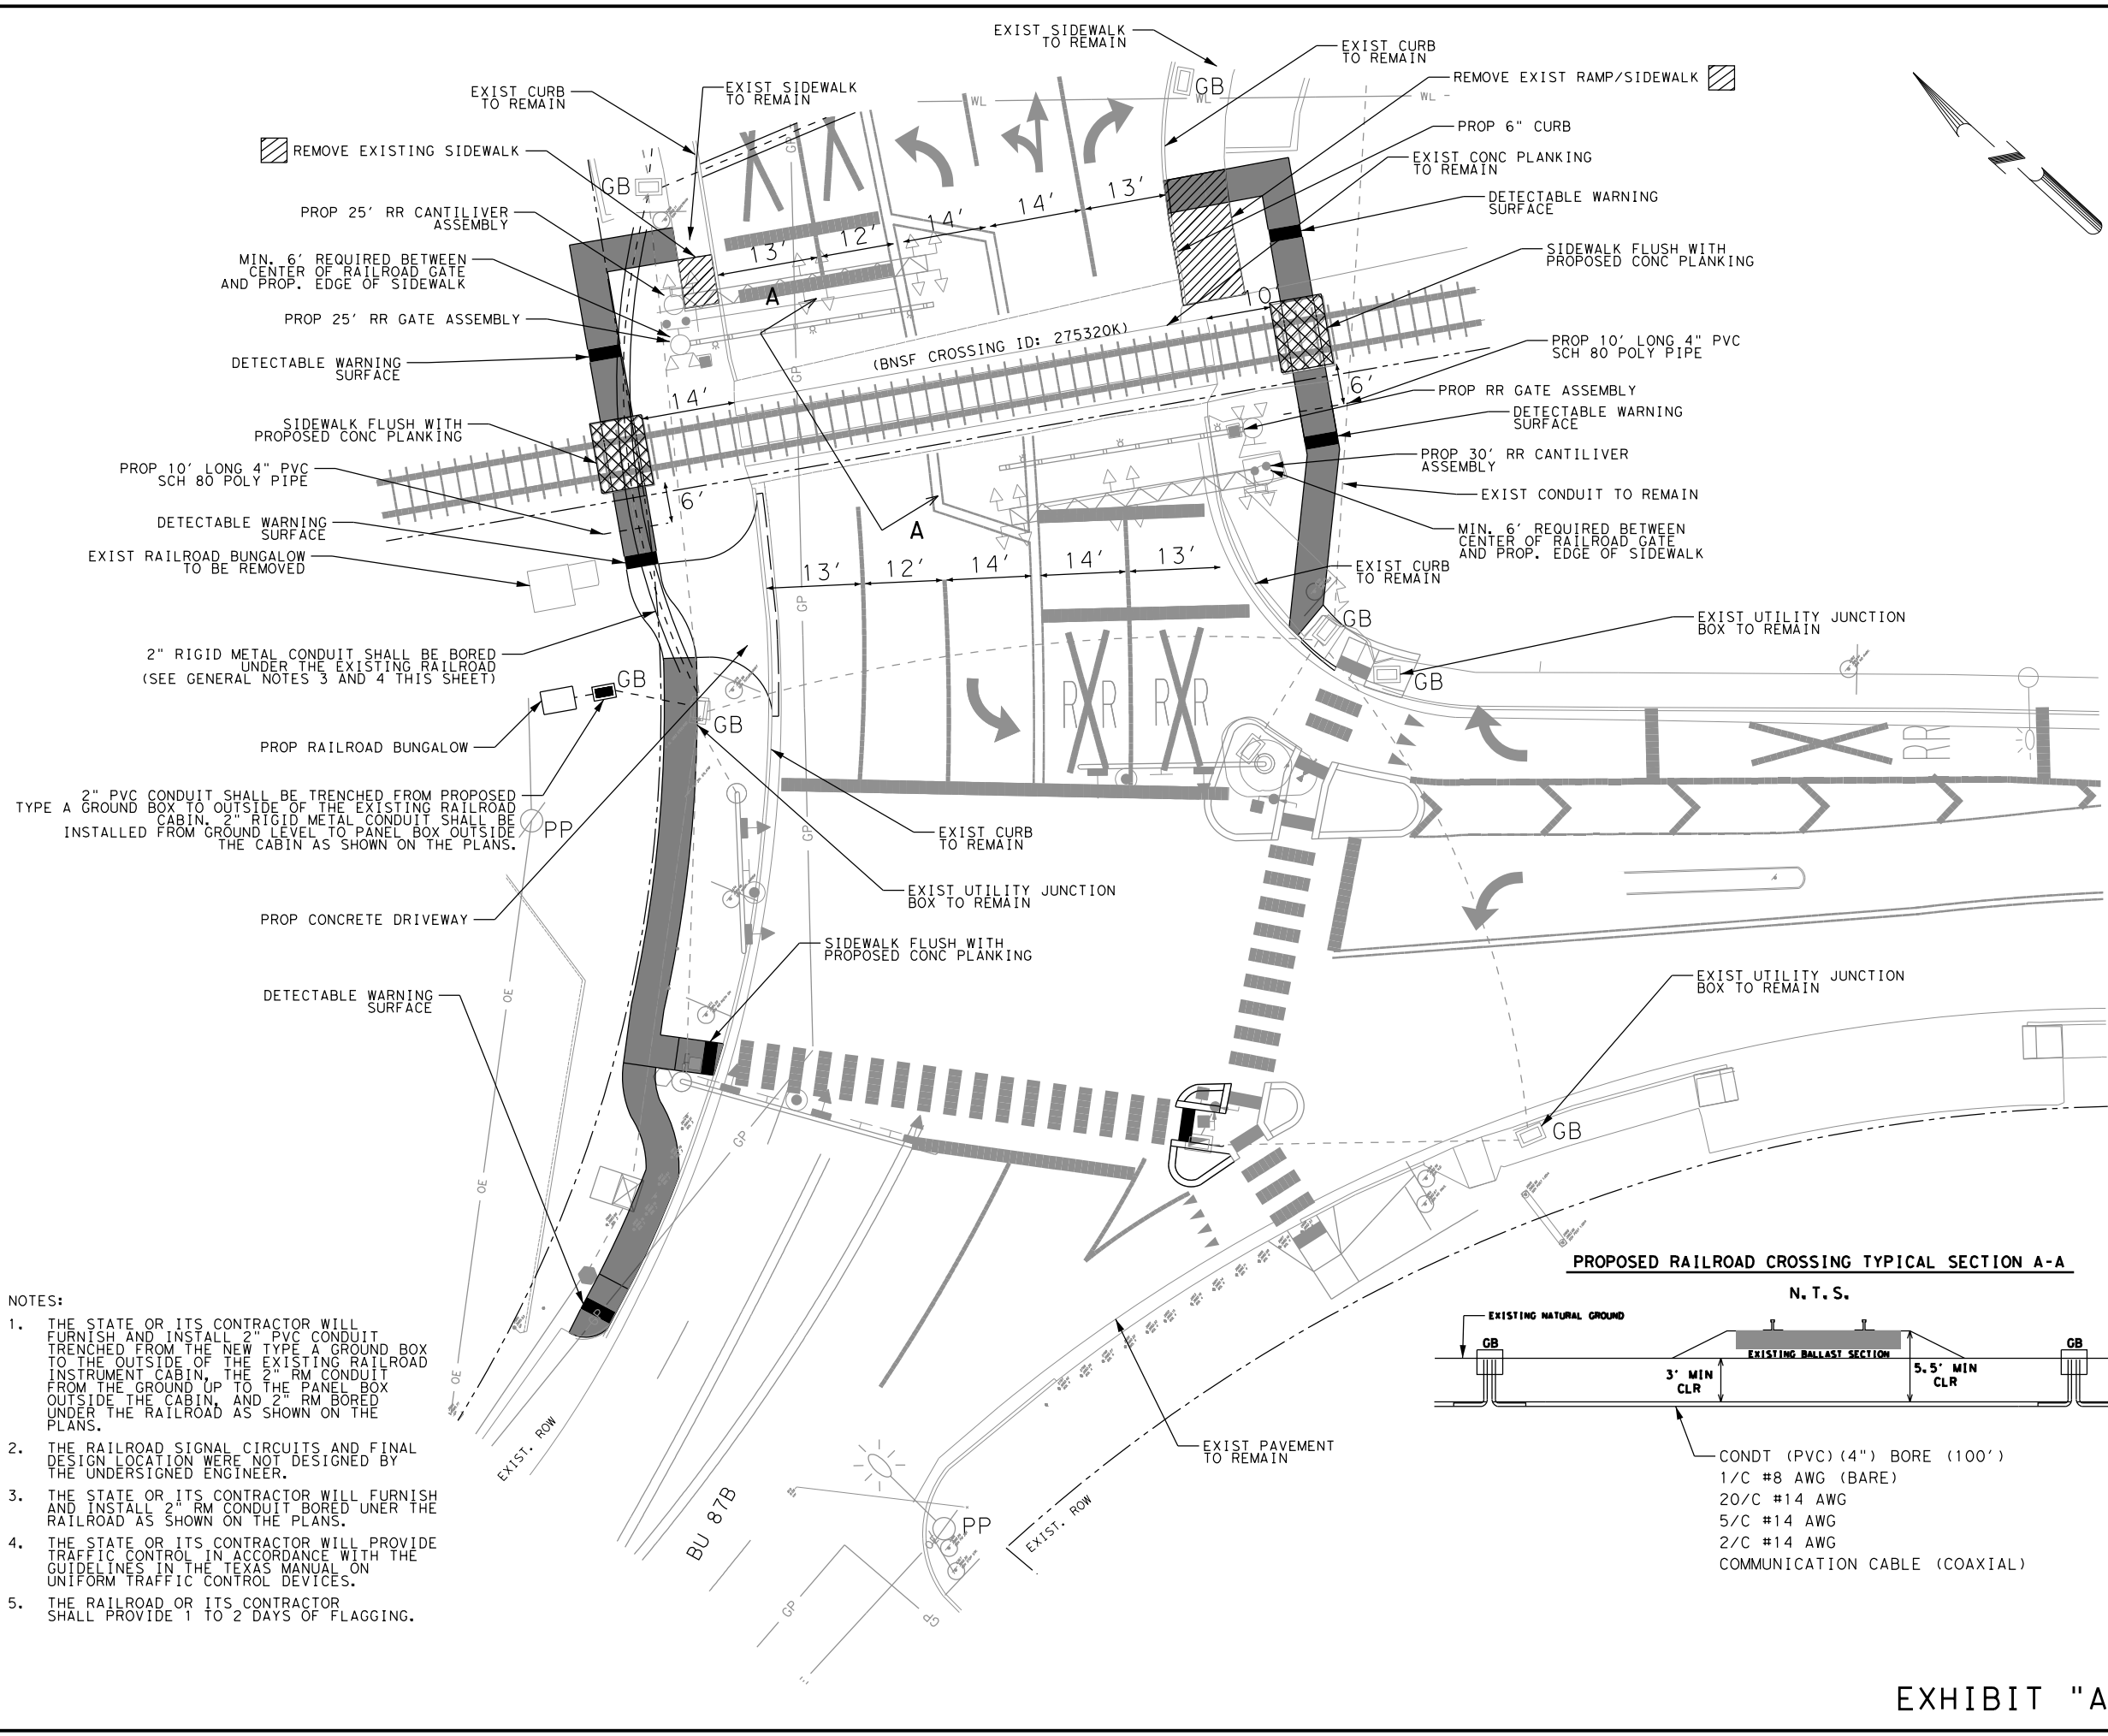 EXIST SIDEWALK
TO REMAIN
EXIST CURB
TO REMAIN
REMOVE EXIST RAMP/SIDEWALK
EXIST CURB
TO REMAIN
EXIST SIDEWALK
TO REMAIN
GB
WL
WL
WL
PROP 6" CURB
REMOVE EXISTING SIDEWALK
EXIST CONC PLANKING
TO REMAIN
GP
GB
DETECTABLE WARNING
SURFACE
PROP 25' RR CANTILIVER
ASSEMBLY
13'
14'
14'
12'
13'
SIDEWALK FLUSH WITH
PROPOSED CONC PLANKING
MIN. 6' REQUIRED BETWEEN
CENTER OF RAILROAD GATE
AND PROP. EDGE OF SIDEWALK
A
10'
PROP 25' RR GATE ASSEMBLY
(BNSF CROSSING ID: 275320K)
PROP 10' LONG 4" PVC
SCH 80 POLY PIPE
DETECTABLE WARNING
SURFACE
GP
6'
PROP RR GATE ASSEMBLY
14'
DETECTABLE WARNING
SURFACE
SIDEWALK FLUSH WITH
PROPOSED CONC PLANKING
PROP 30' RR CANTILIVER
ASSEMBLY
PROP 10' LONG 4" PVC
SCH 80 POLY PIPE
6'
EXIST CONDUIT TO REMAIN
DETECTABLE WARNING
SURFACE
A
MIN. 6' REQUIRED BETWEEN
CENTER OF RAILROAD GATE
AND PROP. EDGE OF SIDEWALK
EXIST RAILROAD BUNGALOW
TO BE REMOVED
13'
12'
14'
14'
13'
EXIST CURB
TO REMAIN
GP
GB
EXIST UTILITY JUNCTION
BOX TO REMAIN
2" RIGID METAL CONDUIT SHALL BE BORED
UNDER THE EXISTING RAILROAD
(SEE GENERAL NOTES 3 AND 4 THIS SHEET)
GB
GB
R R
R R
GB
PROP RAILROAD BUNGALOW
RR
2" PVC CONDUIT SHALL BE TRENCHED FROM PROPOSED
TYPE A GROUND BOX TO OUTSIDE OF THE EXISTING RAILROAD
CABIN. 2" RIGID METAL CONDUIT SHALL BE
INSTALLED FROM GROUND LEVEL TO PANEL BOX OUTSIDE
THE CABIN AS SHOWN ON THE PLANS.
PP
GP
EXIST CURB
TO REMAIN
EXIST UTILITY JUNCTION
BOX TO REMAIN
PROP CONCRETE DRIVEWAY
SIDEWALK FLUSH WITH
PROPOSED CONC PLANKING
EXIST UTILITY JUNCTION
BOX TO REMAIN
DETECTABLE WARNING
SURFACE
OE
GP
GB
OE
PROPOSED RAILROAD CROSSING TYPICAL SECTION A-A
N.T.S.
EXISTING NATURAL GROUND
GB
EXISTING BALLAST SECTION
GB
3' MIN
CLR
5.5' MIN
CLR
CONDT (PVC)(4") BORE (100')
1/C #8 AWG (BARE)
20/C #14 AWG
5/C #14 AWG
2/C #14 AWG
COMMUNICATION CABLE (COAXIAL)
NOTES:
1. THE STATE OR ITS CONTRACTOR WILL
FURNISH AND INSTALL 2" PVC CONDUIT
TRENCHED FROM THE NEW TYPE A GROUND BOX
TO THE OUTSIDE OF THE EXISTING RAILROAD
INSTRUMENT CABIN, THE 2" RM CONDUIT
FROM THE GROUND UP TO THE PANEL BOX
OUTSIDE THE CABIN, AND 2" RM BORED
UNDER THE RAILROAD AS SHOWN ON THE
PLANS.
2. THE RAILROAD SIGNAL CIRCUITS AND FINAL
DESIGN LOCATION WERE NOT DESIGNED BY
THE UNDERSIGNED ENGINEER.
3. THE STATE OR ITS CONTRACTOR WILL FURNISH
AND INSTALL 2" RM CONDUIT BORED UNER THE
RAILROAD AS SHOWN ON THE PLANS.
4. THE STATE OR ITS CONTRACTOR WILL PROVIDE
TRAFFIC CONTROL IN ACCORDANCE WITH THE
GUIDELINES IN THE TEXAS MANUAL ON
UNIFORM TRAFFIC CONTROL DEVICES.
5. THE RAILROAD OR ITS CONTRACTOR
SHALL PROVIDE 1 TO 2 DAYS OF FLAGGING.
OE
EXIST. ROW
BU 87B
EXIST PAVEMENT
TO REMAIN
PP
EXIST. ROW
GP
GP
EXHIBIT "A